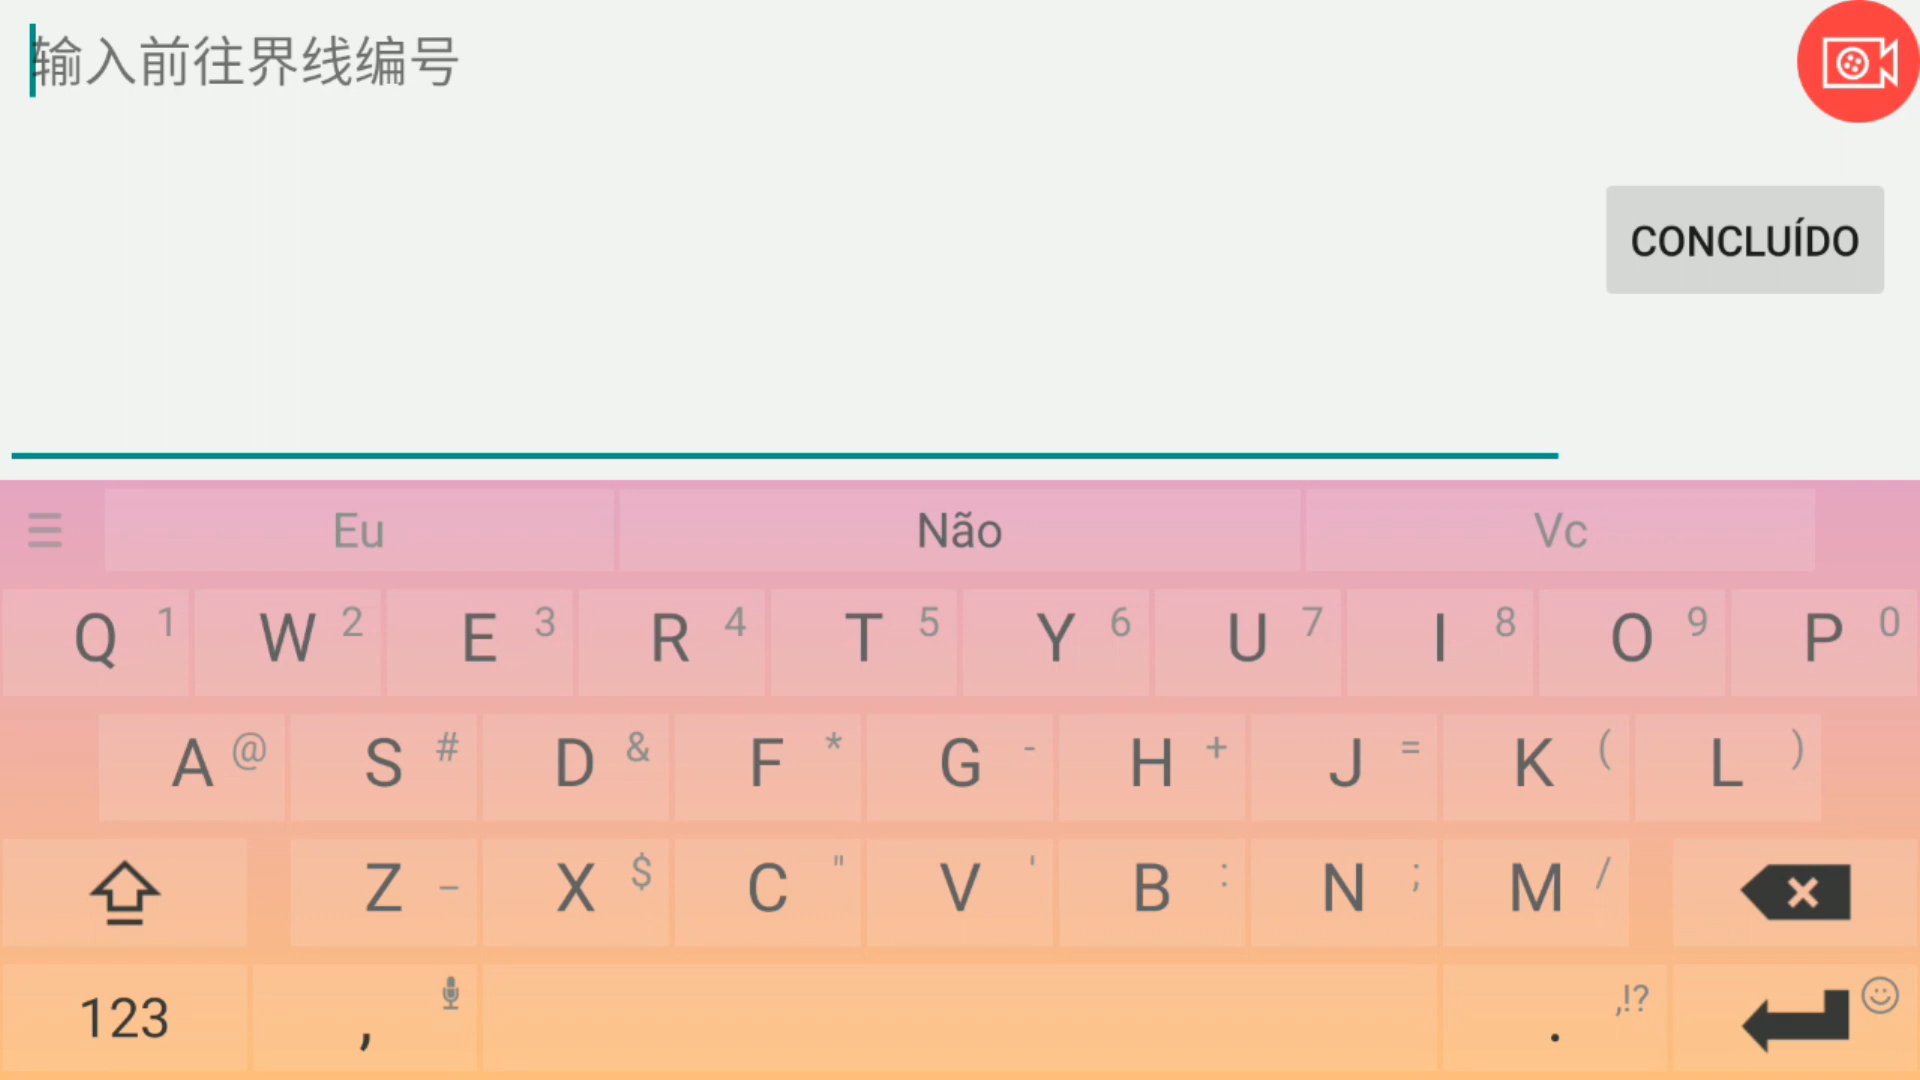 输入前往界线编号
CONCLUÍDO
Eu Não Vc
Q 1 W 2 E 3 R 4 T 5 Y 6 U 7 I 8 O 9 P 0
A @ S # D & F * G - H + J = K ( L )
Z _ X $ C " V ' B : N ; M /
123 , . ,!?